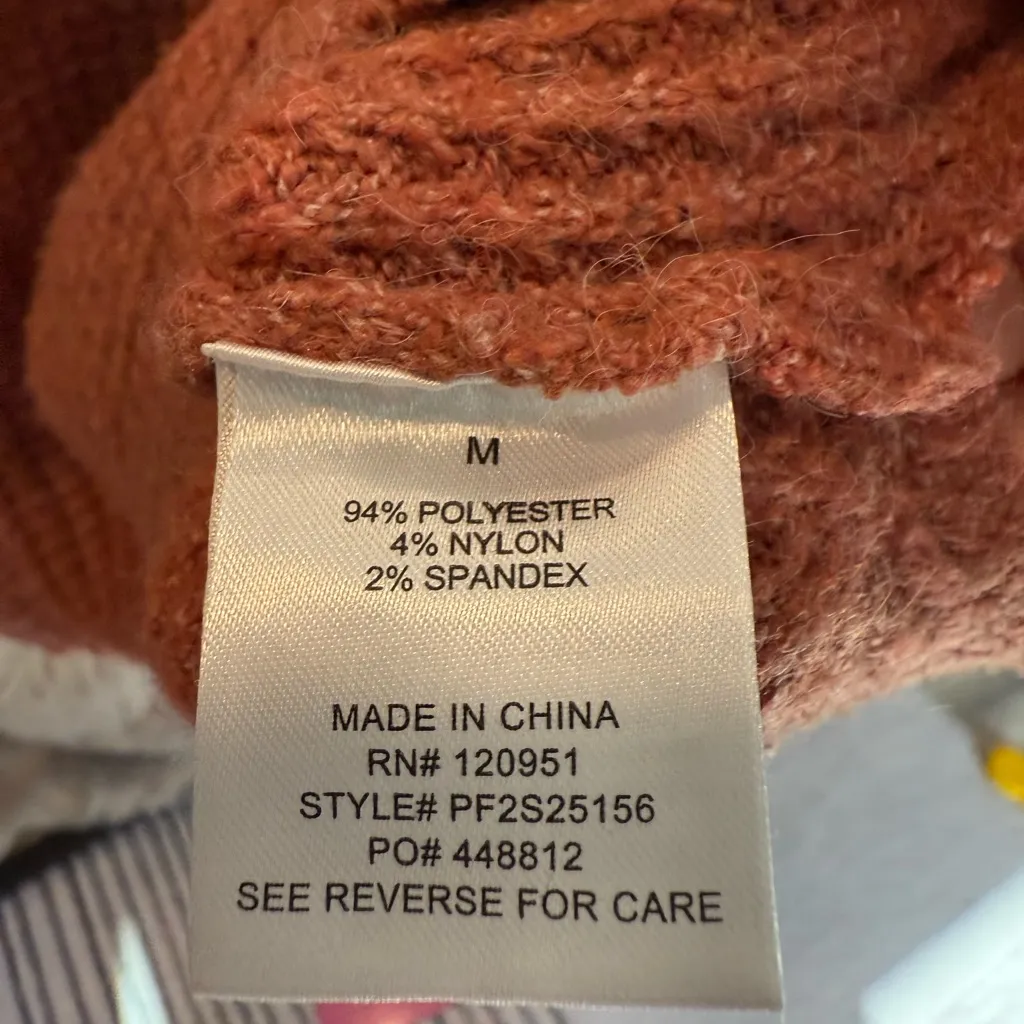 M
94% POLYESTER
4% NYLON
2% SPANDEX
MADE IN CHINA
RN# 120951
STYLE# PF2S25156
PO# 448812
SEE REVERSE FOR CARE